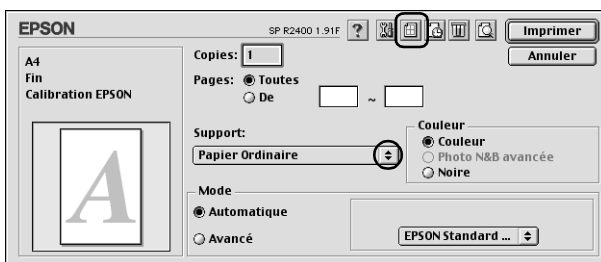 EPSON
SP R2400 1.91F
?
Imprimer
Annuler
A4
Fin
Calibration EPSON
A
Copies: 1
Pages: Toutes
De ~
Support:
Papier Ordinaire
Couleur
Couleur
Photo N&B avancée
Noire
Mode
Automatique
Avancé
EPSON Standard ...